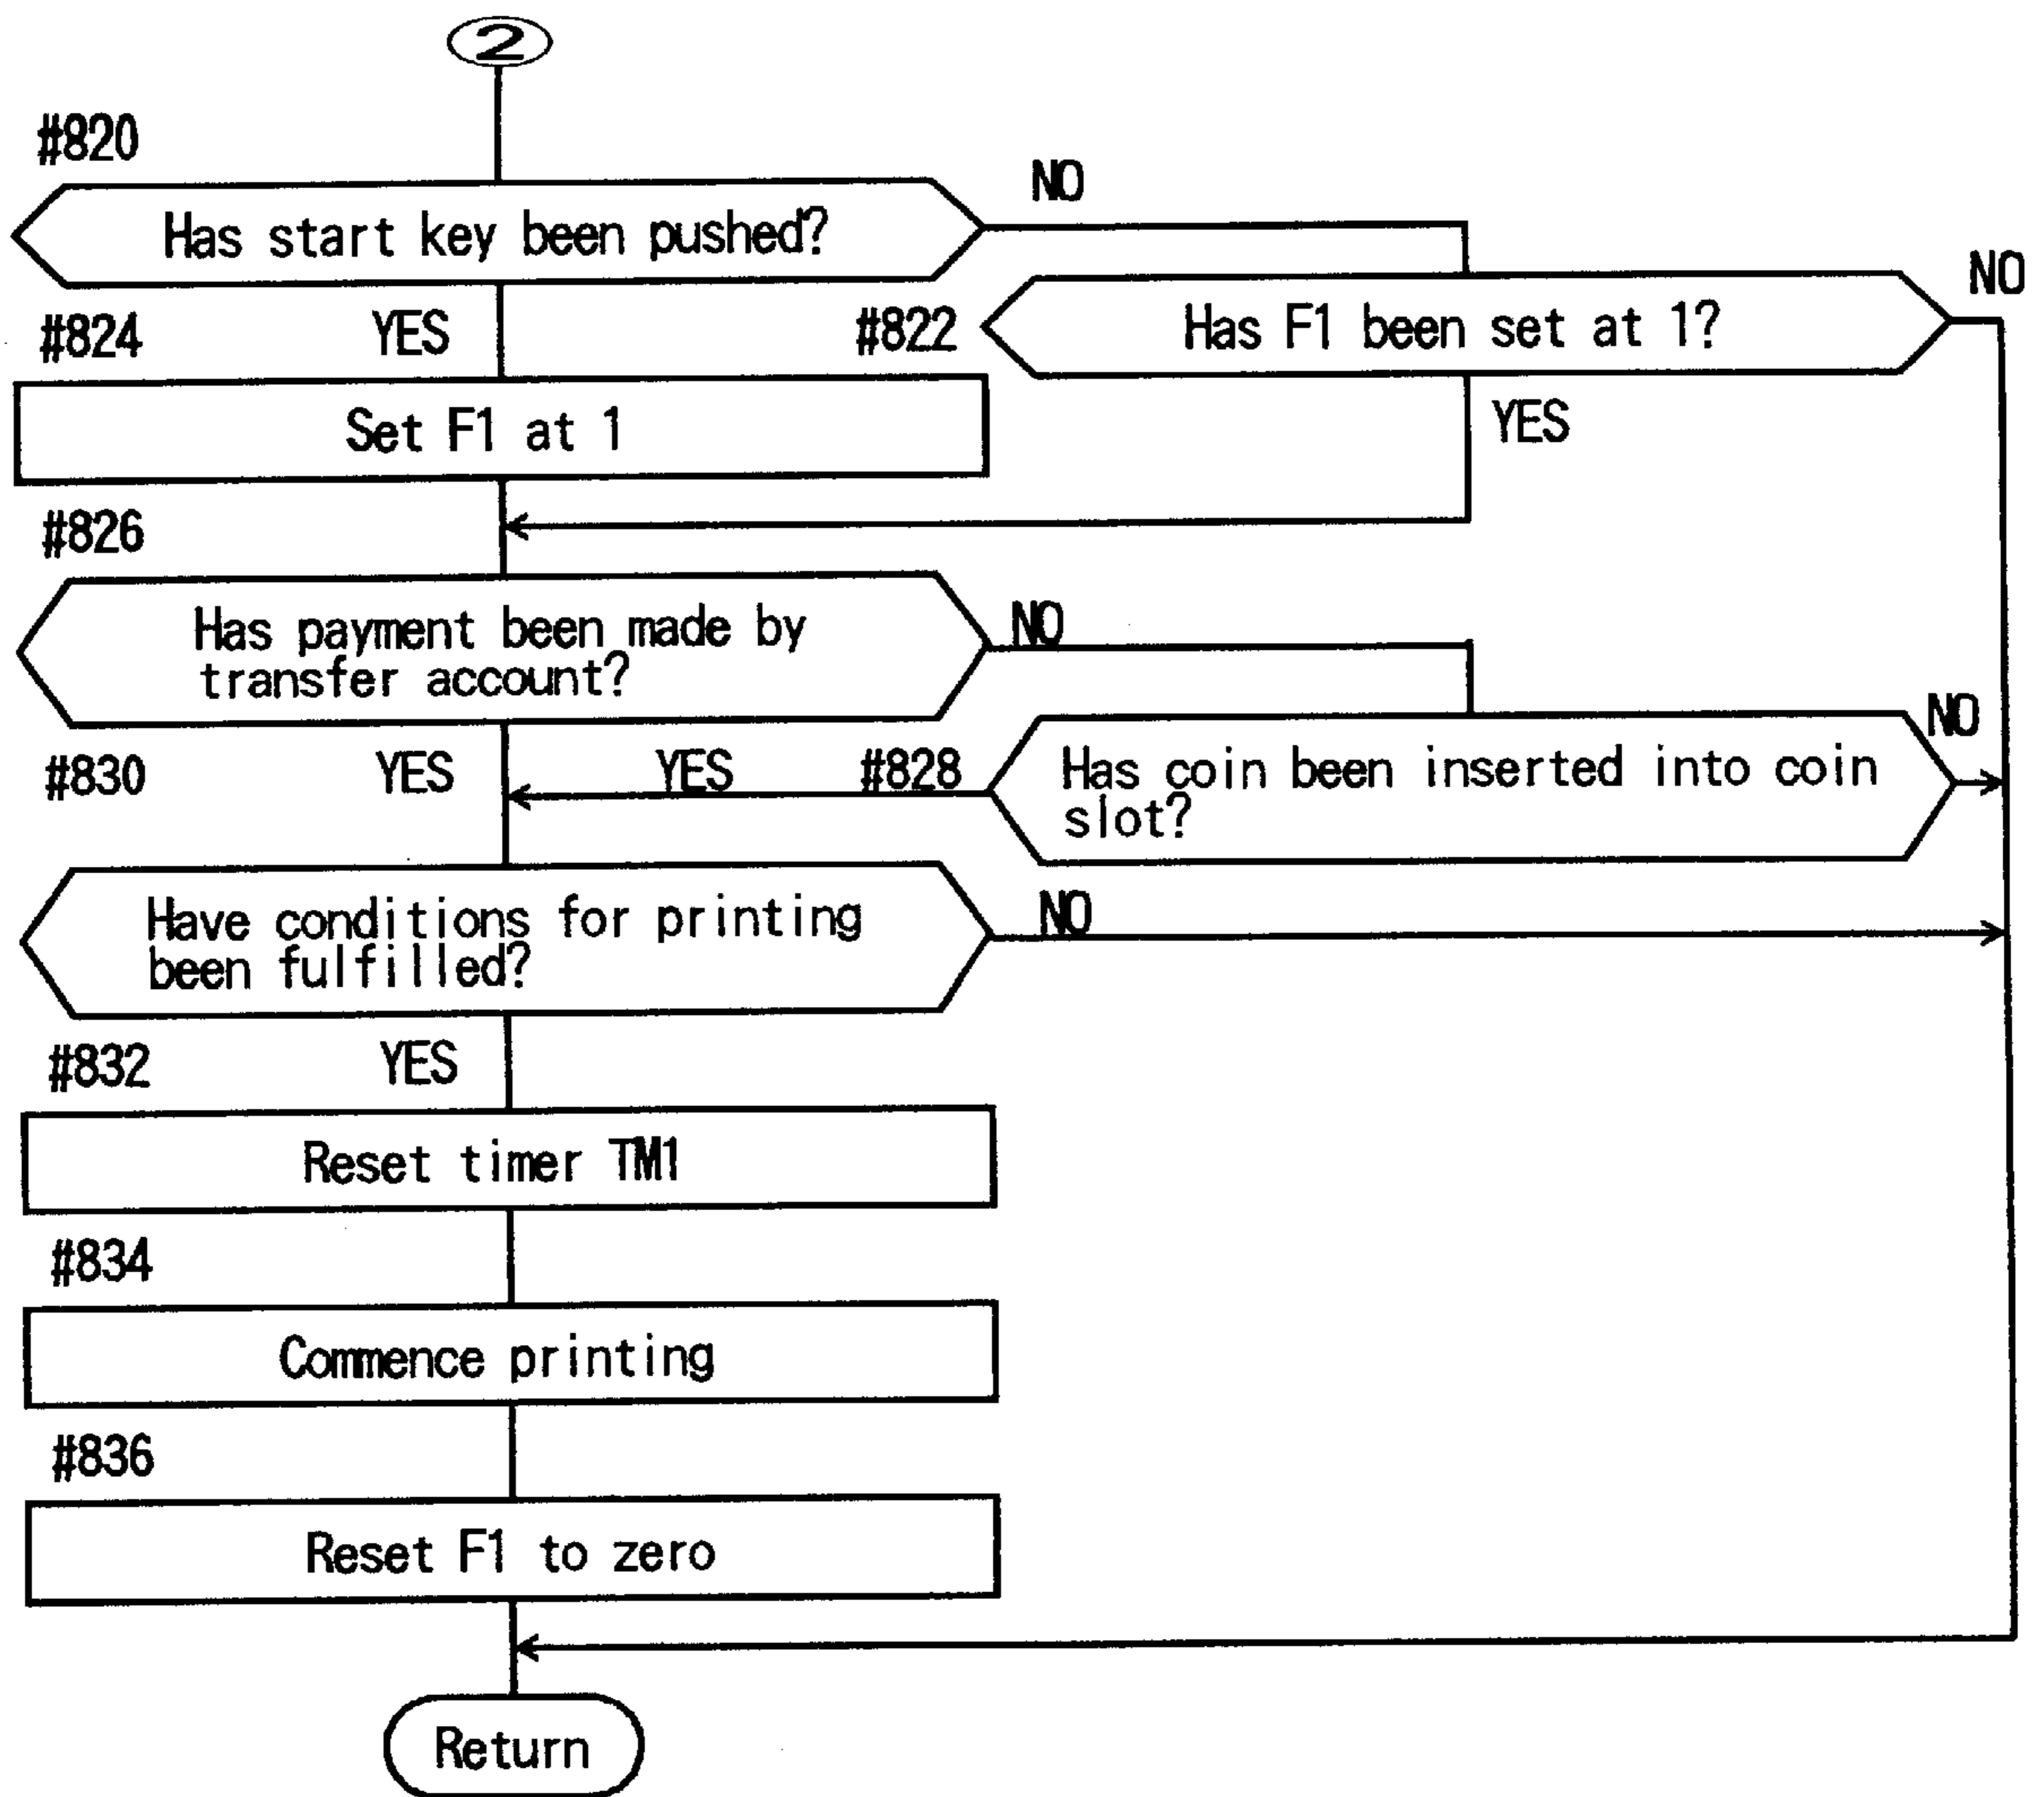 2
#820
NO
Has start key been pushed?
NO
#824
YES
#822
Has F1 been set at 1?
Set F1 at 1
YES
#826
Has payment been made by
transfer account?
NO
NO
#830
YES
YES
#828
Has coin been inserted into coin
slot?
Have conditions for printing
been fulfilled?
NO
#832
YES
Reset timer TM1
#834
Commence printing
#836
Reset F1 to zero
Return